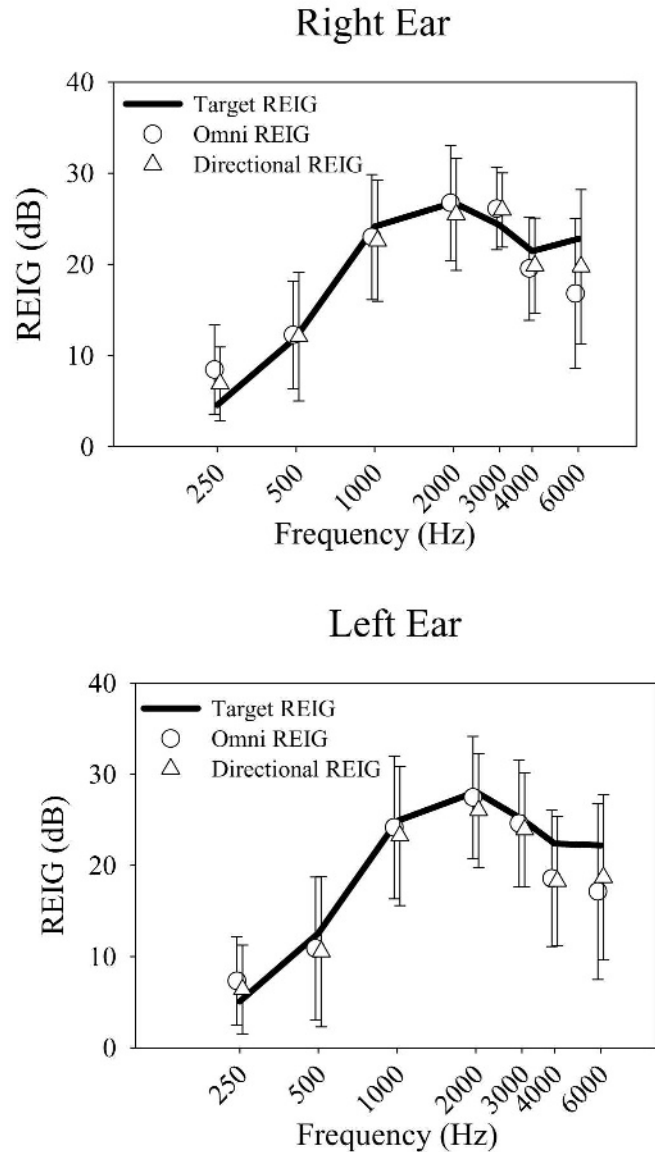 Right Ear
40
Target REIG
Omni REIG
Directional REIG
30
20
10
0
REIG (dB)
250
500
1000
2000
3000
4000
6000
Frequency (Hz)
Left Ear
40
Target REIG
Omni REIG
Directional REIG
30
20
10
0
REIG (dB)
250
500
1000
2000
3000
4000
6000
Frequency (Hz)